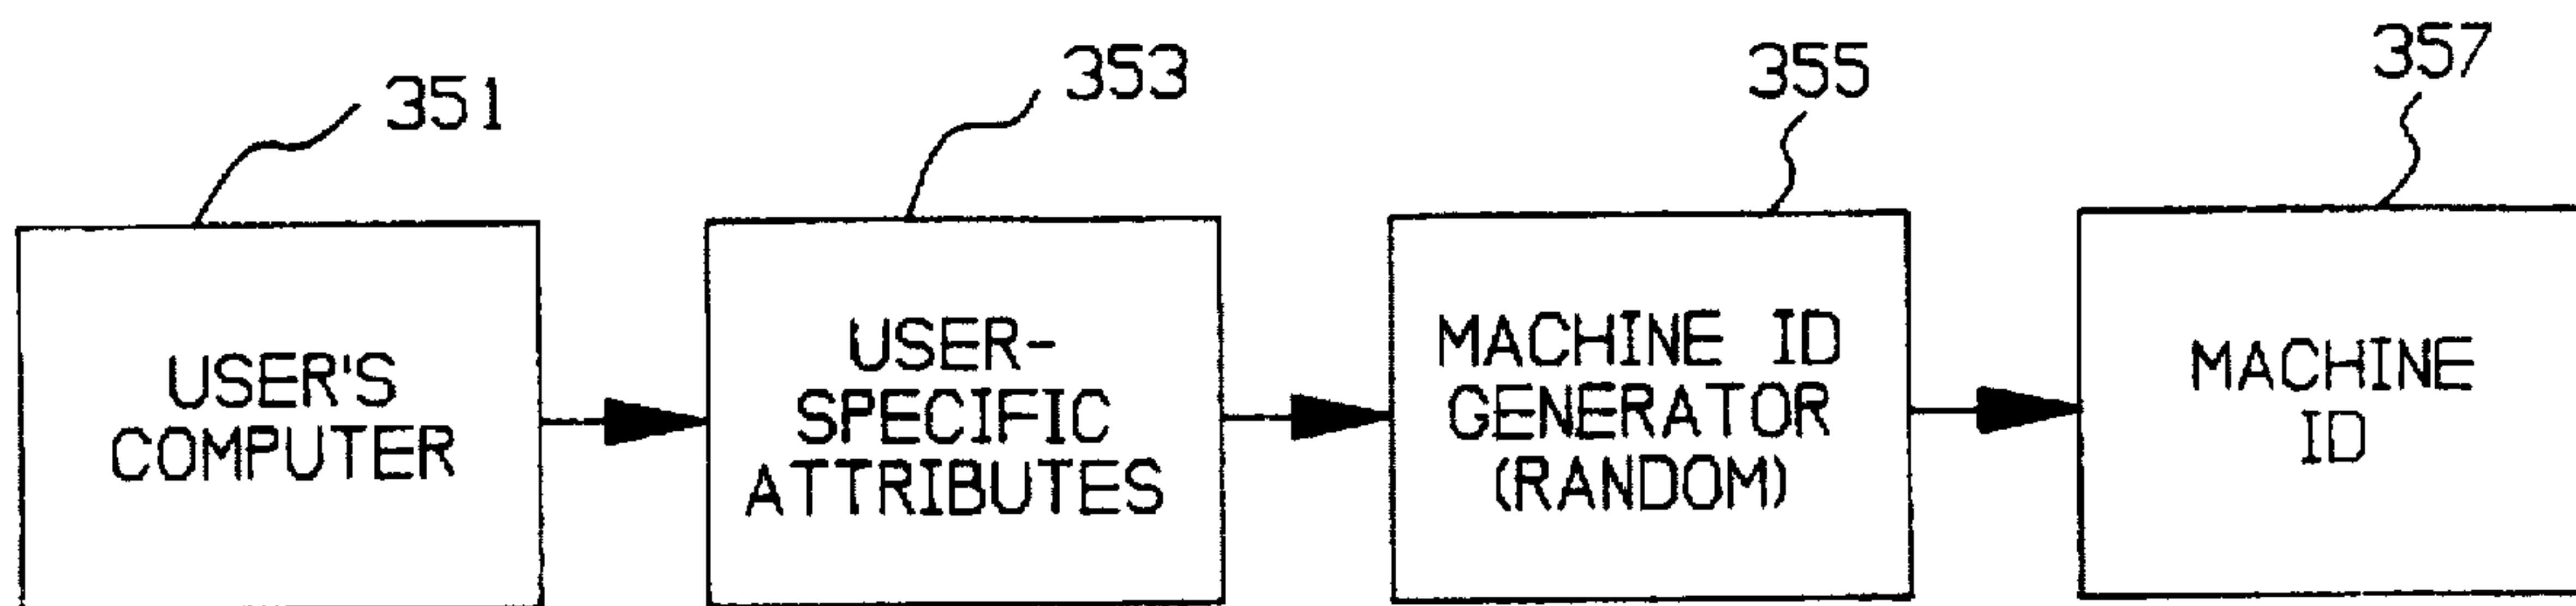 351
353
355
357
USER'S
COMPUTER
USER-
SPECIFIC
ATTRIBUTES
MACHINE ID
GENERATOR
(RANDOM)
MACHINE
ID